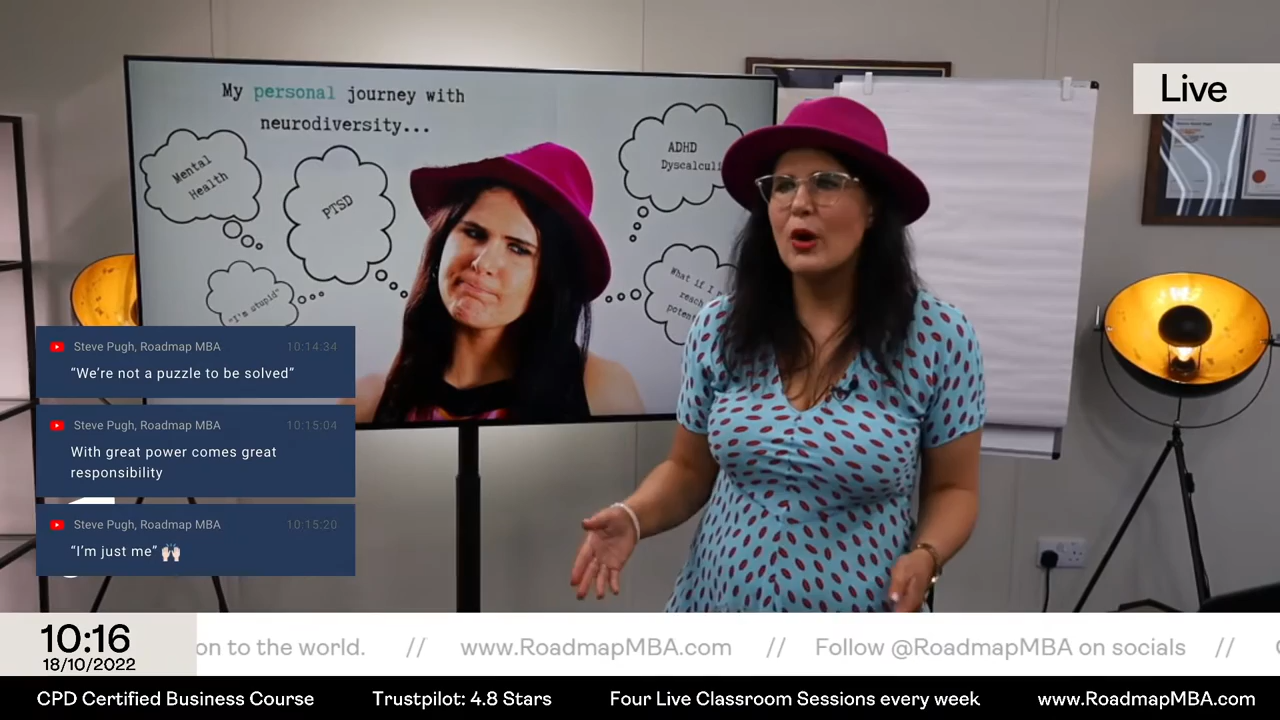 My personal journey with
neurodiversity...
Mental
Health
PTSD
"I'm stupid"
ADHD
What if I
reach
Live
Steve Pugh, Roadmap MBA 10:14:34
“We’re not a puzzle to be solved”
Steve Pugh, Roadmap MBA 10:15:04
With great power comes great
responsibility
Steve Pugh, Roadmap MBA 10:15:20
“I’m just me” 🙌🏻
10:16
18/10/2022
on to the world. // www.RoadmapMBA.com // Follow @RoadmapMBA on socials //
CPD Certified Business Course Trustpilot: 4.8 Stars Four Live Classroom Sessions every week www.RoadmapMBA.com